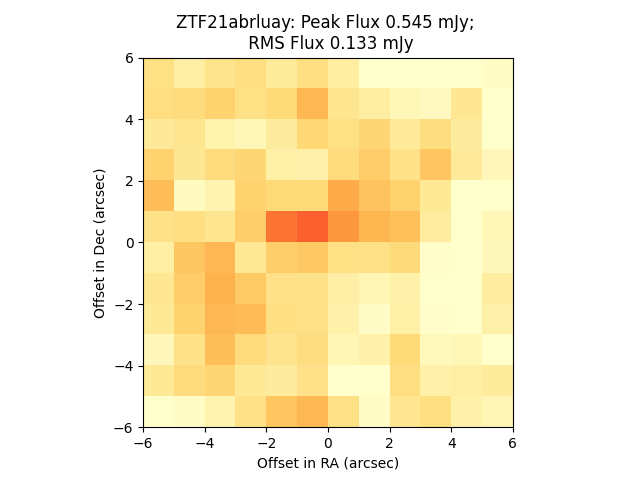 ZTF21abrluay: Peak Flux 0.545 mJy;
RMS Flux 0.133 mJy
6
4
2
0
−2
−4
−6
Offset in Dec (arcsec)
−6 −4 −2 0 2 4 6
Offset in RA (arcsec)